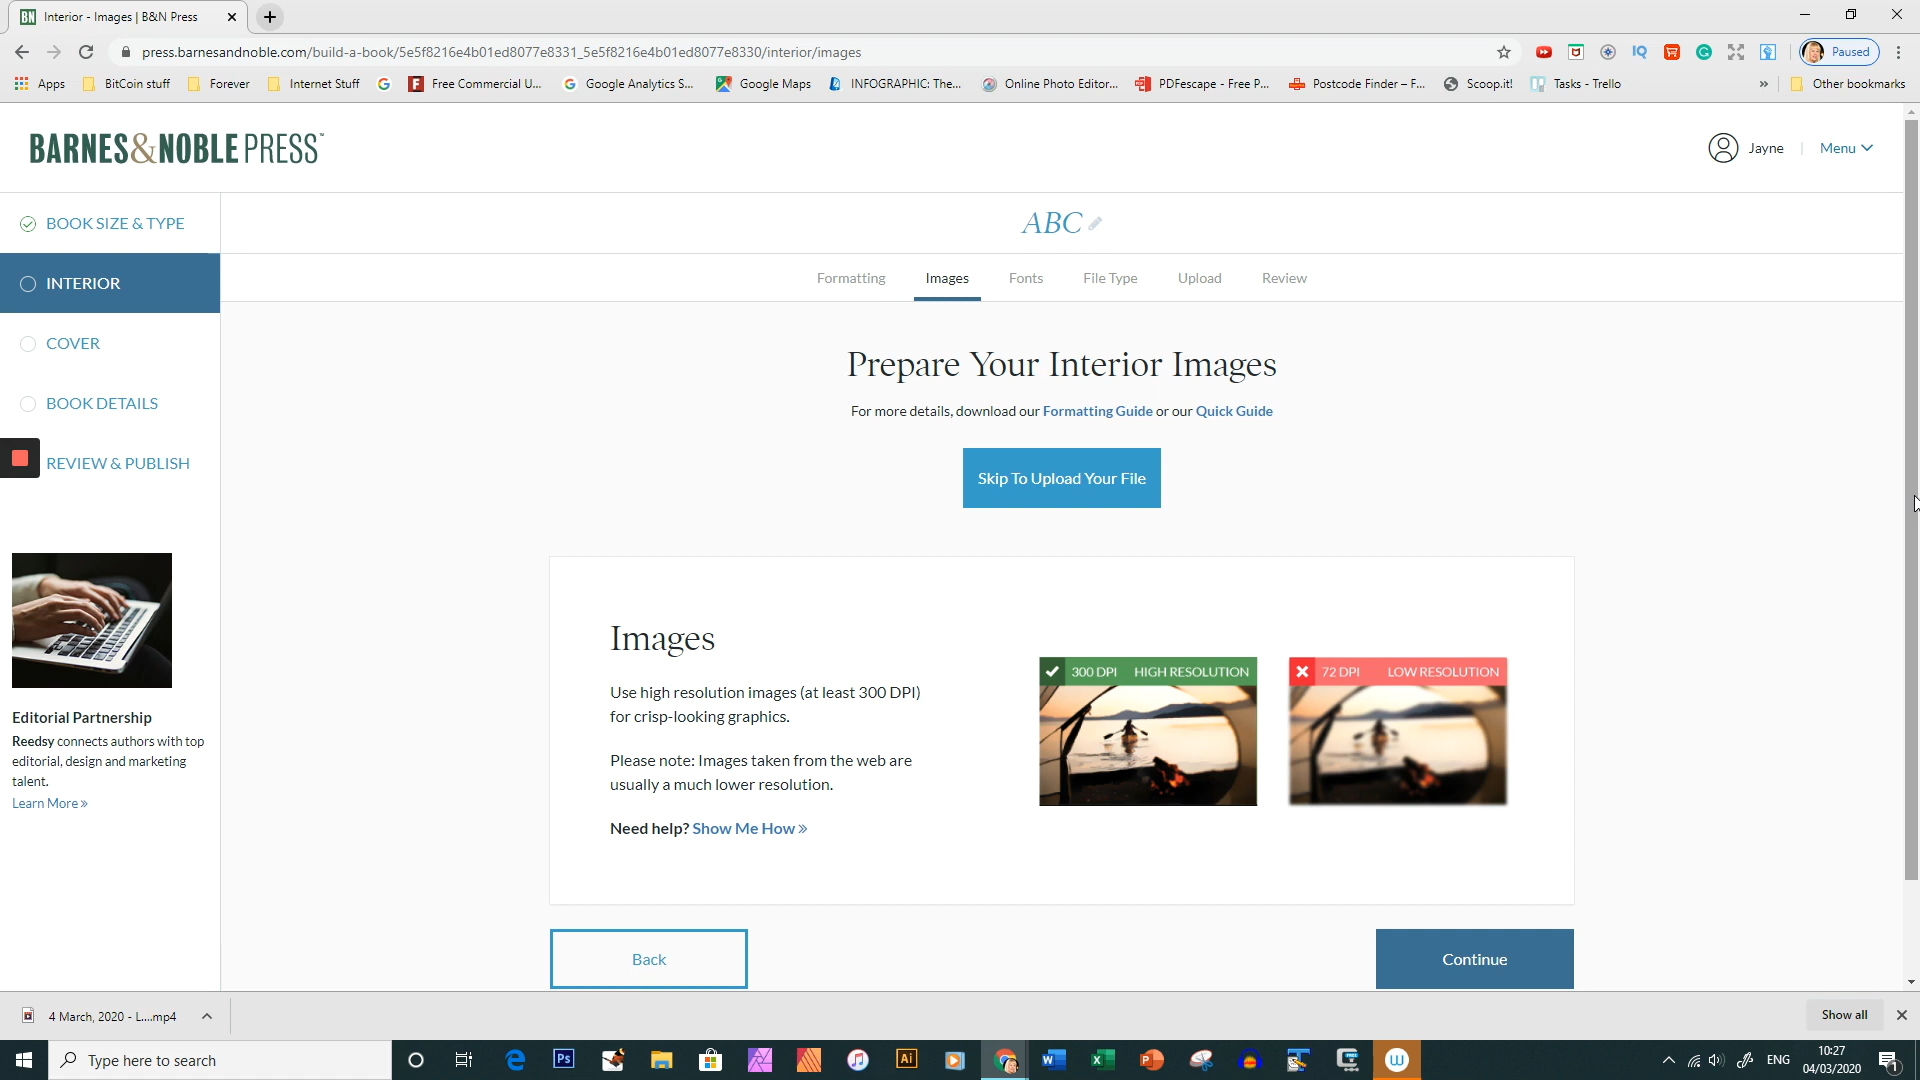 Interior - Images | B&N Press
press.barnesandnoble.com/build-a-book/5e5f8216e4b01ed8077e8331_5e5f8216e4b01ed8077e8330/interior/images
Paused
Apps
BitCoin stuff
Forever
Internet Stuff
Free Commercial U...
Google Analytics S...
Google Maps
INFOGRAPHIC: The...
Online Photo Editor...
PDFescape - Free P...
Postcode Finder – F...
Scoop.it!
Tasks - Trello
Other bookmarks
BARNES&NOBLE PRESS™
Jayne
Menu
BOOK SIZE & TYPE
INTERIOR
COVER
BOOK DETAILS
REVIEW & PUBLISH
Editorial Partnership
Reedsy connects authors with top
editorial, design and marketing
talent.
Learn More »
ABC
Formatting
Images
Fonts
File Type
Upload
Review
Prepare Your Interior Images
For more details, download our Formatting Guide or our Quick Guide
Skip To Upload Your File
Images
Use high resolution images (at least 300 DPI)
for crisp-looking graphics.
Please note: Images taken from the web are
usually a much lower resolution.
Need help? Show Me How »
300 DPI HIGH RESOLUTION
72 DPI LOW RESOLUTION
Back
Continue
4 March, 2020 - L....mp4
Show all
Type here to search
ENG
10:27
04/03/2020